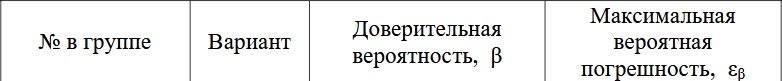 № в группе
Вариант
Доверительная
вероятность, β
Максимальная
вероятная
погрешность, εβ